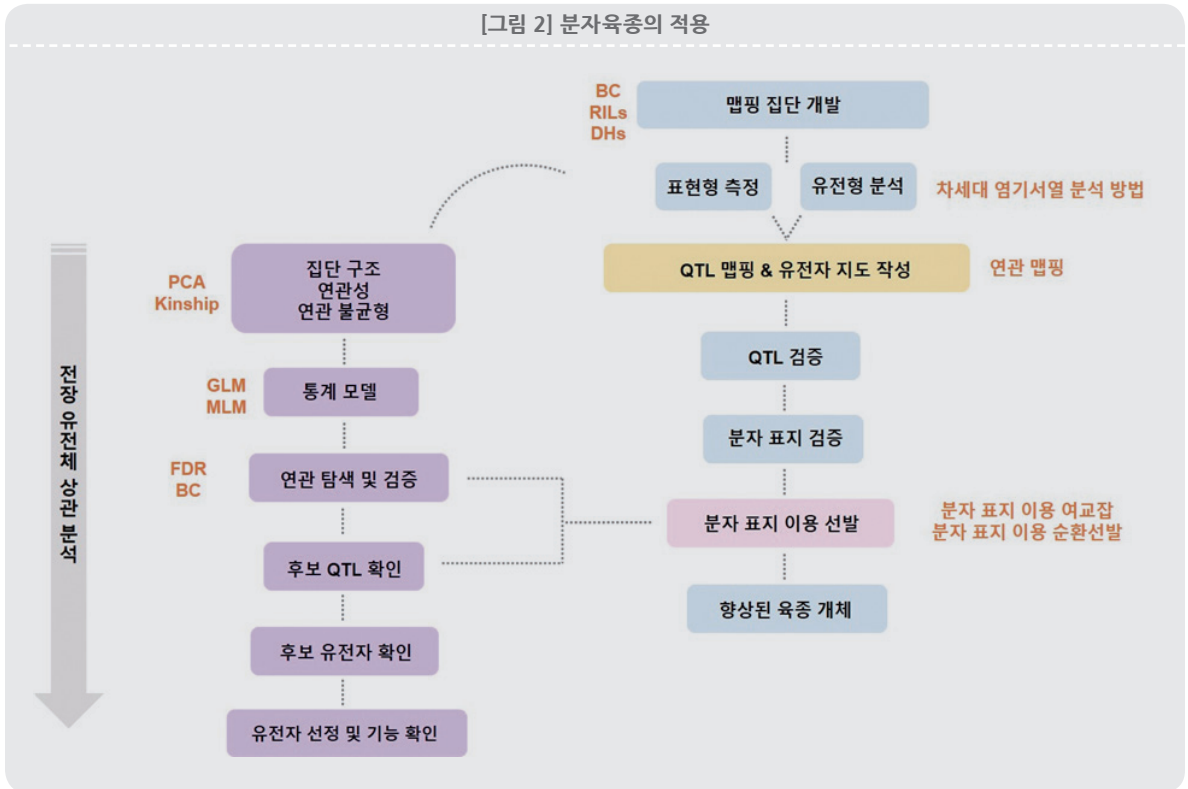 [그림 2] 분자육종의 적용
BC
RILs
DHs
맵핑 집단 개발
표현형 측정
유전형 분석
차세대 염기서열 분석 방법
QTL 맵핑 & 유전자 지도 작성
연관 맵핑
QTL 검증
분자 표지 검증
분자 표지 이용 선발
분자 표지 이용 여교잡
분자 표지 이용 순환선발
향상된 육종 개체
전장 유전체 상관 분석
PCA
Kinship
집단 구조
연관성
연관 불균형
GLM
MLM
통계 모델
FDR
BC
연관 탐색 및 검증
후보 QTL 확인
후보 유전자 확인
유전자 선정 및 기능 확인